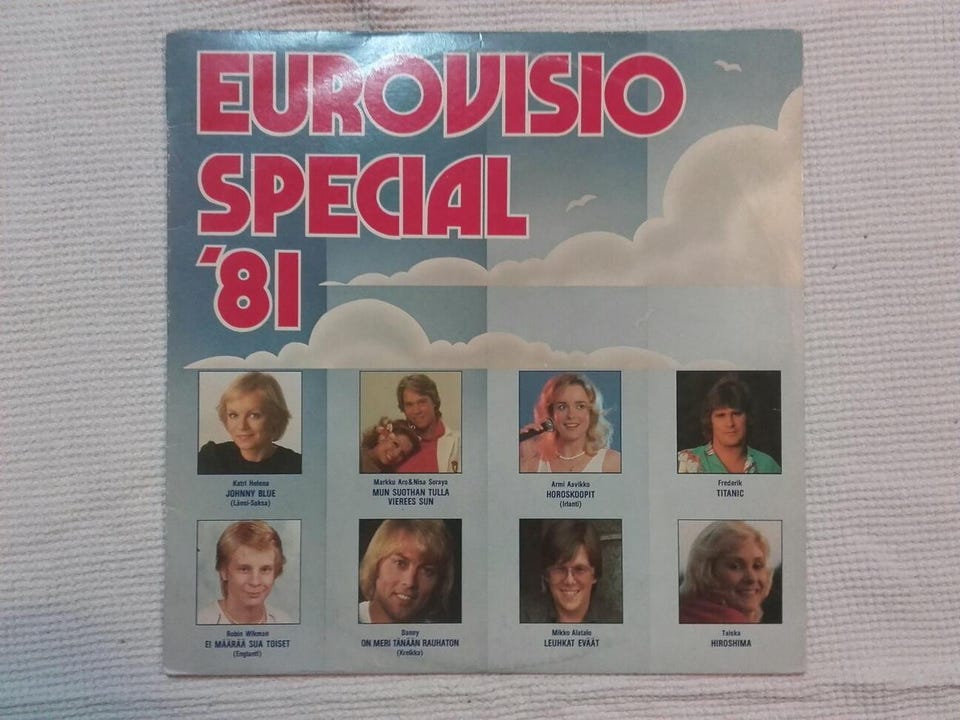 EUROVISIO
SPECIAL
'81
Katri Helena
JOHNNY BLUE
(Länsi-Saksa)
Markku Aro & Nisa Soraya
MUN SUOTHAN TULLA
VIEREES SUN
Armi Aavikko
HOROSKOOPIT
(Irlanti)
Frederik
TITANIC
Robin Wikman
EI MÄÄRÄÄ SUA TOISET
(Englanti)
Danny
ON MERI TÄNÄÄN RAUHATON
(Kreikka)
Mikko Alatalo
LEUHKAT EVÄÄT
Taiska
HIROSHIMA